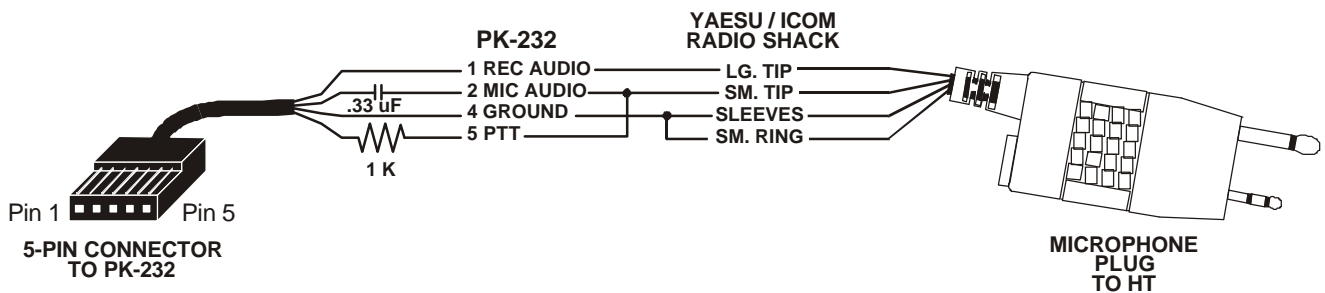 YAESU / ICOM
RADIO SHACK
PK-232
1 REC AUDIO
LG. TIP
2 MIC AUDIO
SM. TIP
.33 uF
4 GROUND
SLEEVES
5 PTT
SM. RING
1 K
Pin 1
Pin 5
5-PIN CONNECTOR
TO PK-232
MICROPHONE
PLUG
TO HT